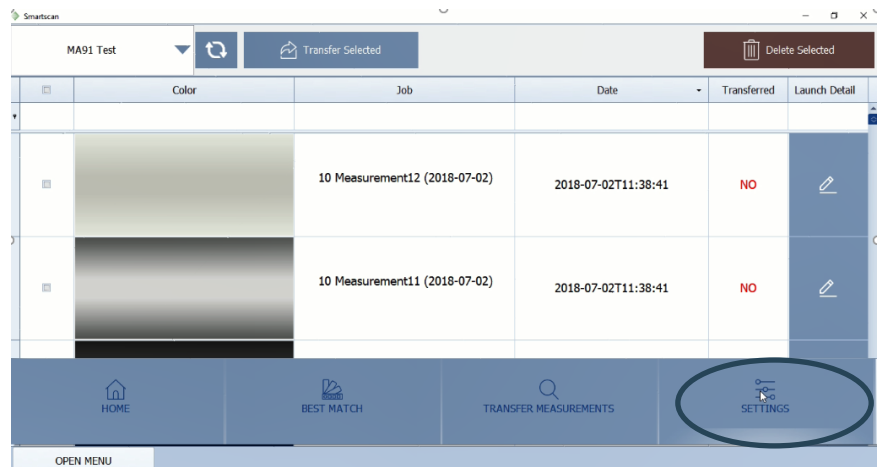 Smartscan
MA91 Test
Transfer Selected
Delete Selected
Color Job Date Transferred Launch Detail
10 Measurement12 (2018-07-02) 2018-07-02T11:38:41 NO
10 Measurement11 (2018-07-02) 2018-07-02T11:38:41 NO
HOME BEST MATCH TRANSFER MEASUREMENTS SETTINGS
OPEN MENU